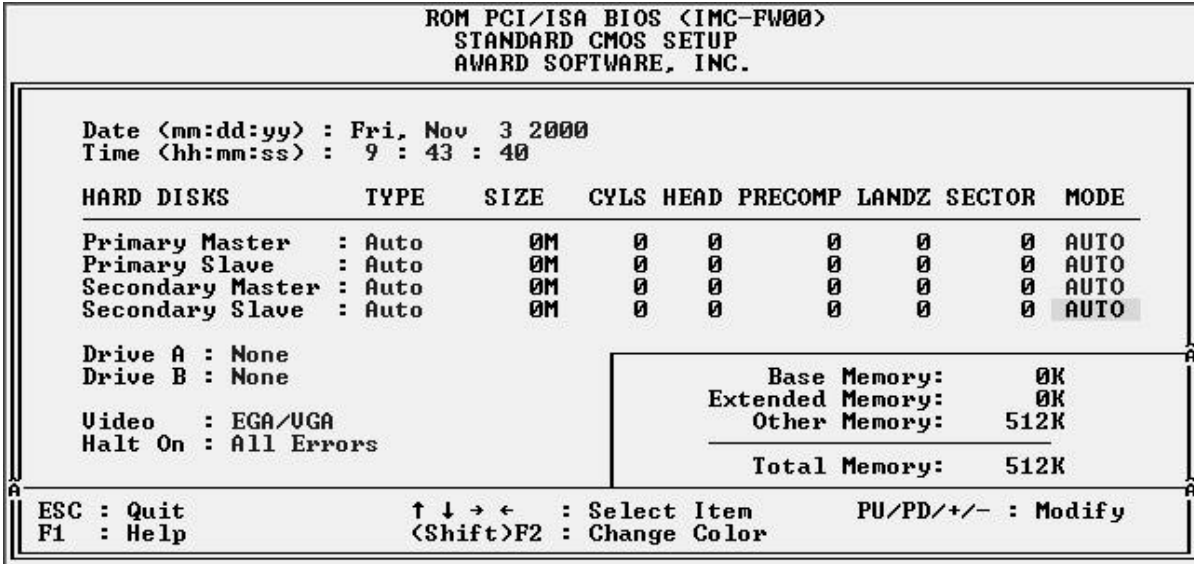 ROM PCI/ISA BIOS (IMC-FW00)
STANDARD CMOS SETUP
AWARD SOFTWARE, INC.
Date (mm:dd:yy) : Fri, Nov 3 2000
Time (hh:mm:ss) : 9 : 43 : 40
HARD DISKS TYPE SIZE CYLS HEAD PRECOMP LANDZ SECTOR MODE
Primary Master : Auto 0M 0 0 0 0 0 AUTO
Primary Slave : Auto 0M 0 0 0 0 0 AUTO
Secondary Master : Auto 0M 0 0 0 0 0 AUTO
Secondary Slave : Auto 0M 0 0 0 0 0 AUTO
Drive A : None
Drive B : None
Video : EGA/VGA
Halt On : All Errors
Base Memory: 0K
Extended Memory: 0K
Other Memory: 512K
Total Memory: 512K
ESC : Quit ↑ ↓ → ← : Select Item PU/PD/+/- : Modify
F1 : Help (Shift)F2 : Change Color